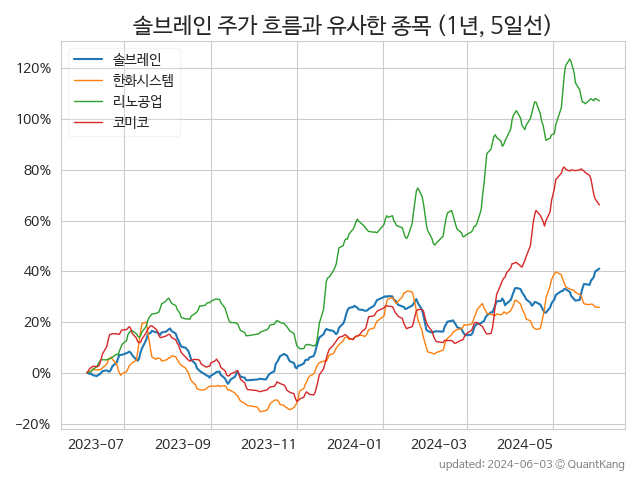 솔브레인 주가 흐름과 유사한 종목 (1년, 5일선)
솔브레인
한화시스템
리노공업
코미코
120%
100%
80%
60%
40%
20%
0%
−20%
2023-07 2023-09 2023-11 2024-01 2024-03 2024-05
updated: 2024-06-03 ⓒ QuantKang